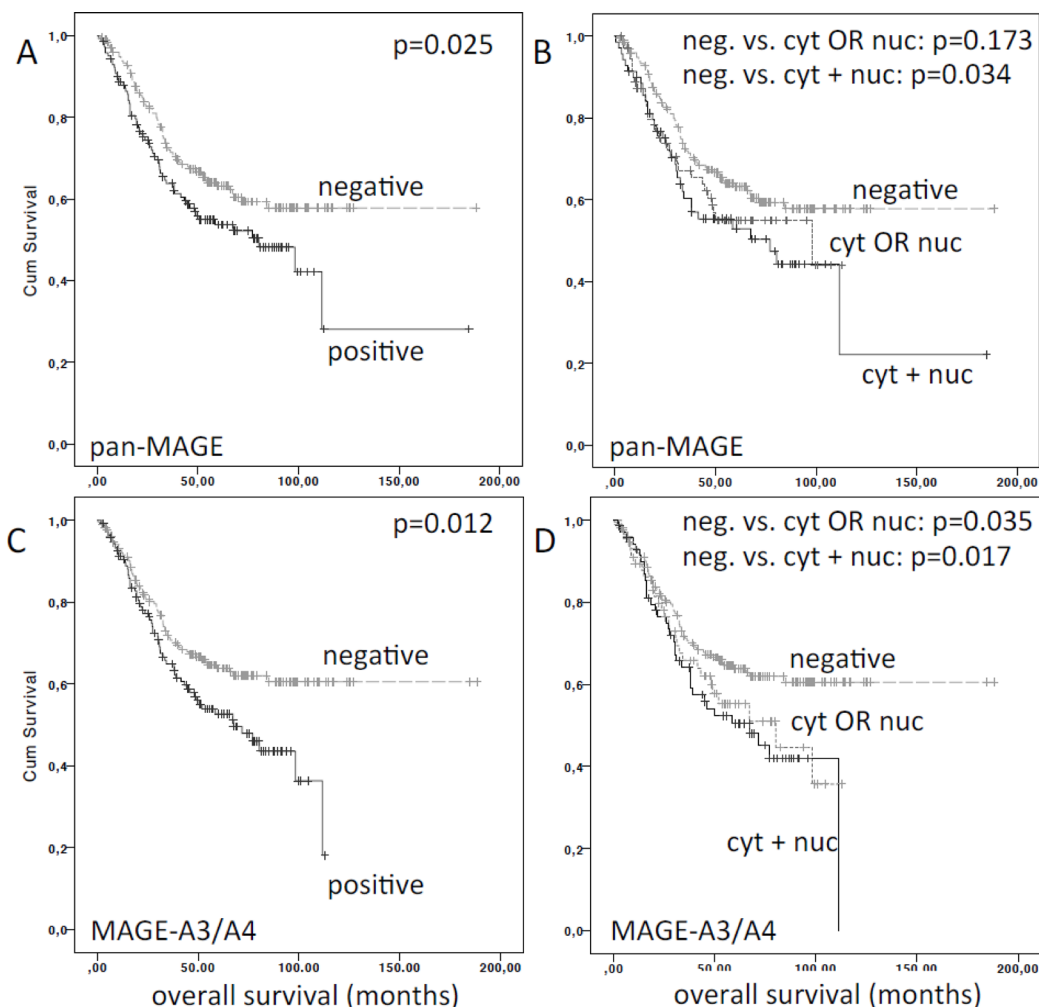 A
p=0.025
1,0
0,8
0,6
0,4
0,2
0,0
Cum Survival
negative
positive
pan-MAGE
,00
50,00
100,00
150,00
200,00
B
neg. vs. cyt OR nuc: p=0.173
neg. vs. cyt + nuc: p=0.034
1,0
0,8
0,6
0,4
0,2
0,0
negative
cyt OR nuc
cyt + nuc
pan-MAGE
,00
50,00
100,00
150,00
200,00
C
p=0.012
1,0
0,8
0,6
0,4
0,2
0,0
Cum Survival
negative
positive
MAGE-A3/A4
,00
50,00
100,00
150,00
200,00
overall survival (months)
D
neg. vs. cyt OR nuc: p=0.035
neg. vs. cyt + nuc: p=0.017
1,0
0,8
0,6
0,4
0,2
0,0
negative
cyt OR nuc
cyt + nuc
MAGE-A3/A4
,00
50,00
100,00
150,00
200,00
overall survival (months)